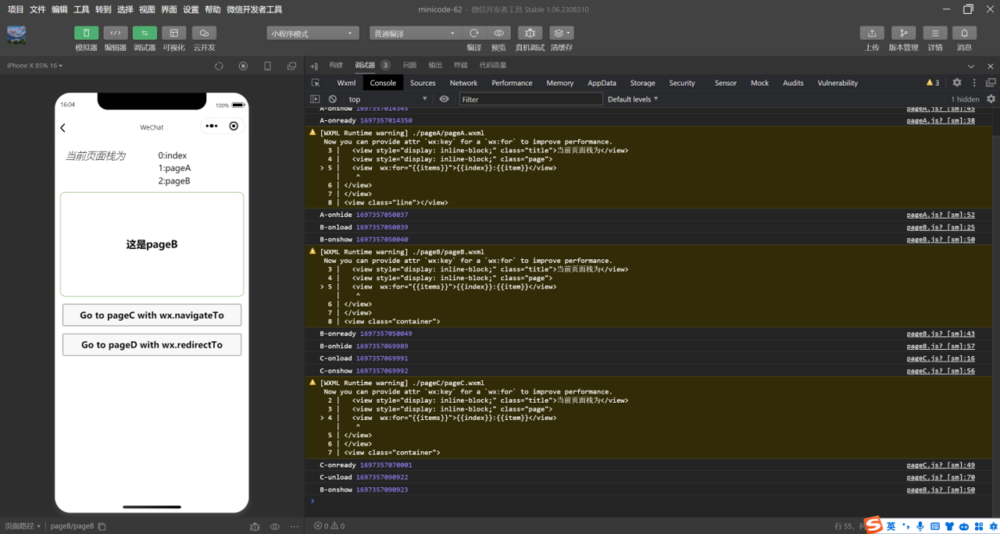 项目 文件 编辑 工具 转到 选择 视图 界面 设置 帮助 微信开发者工具
minicode-62 - 微信开发者工具 Stable 1.06.2308310
小程序模式
普通编译
模拟器 编辑器 调试器 可视化 云开发
编译 预览 真机调试 清缓存
上传 版本管理 详情 消息
iPhone X 85% 16
构建 调试器 3 问题 输出 终端 代码质量
Wxml Console Sources Network Performance Memory AppData Storage Security Sensor Mock Audits Vulnerability 3
top Filter Default levels 1 hidden
16:04 100%
WeChat
当前页面栈为
0:index
1:pageA
2:pageB
这是pageB
Go to pageC with wx.navigateTo
Go to pageD with wx.redirectTo
A-onshow 1697357014345 pageA.js? [sm]:45
A-onready 1697357014350 pageA.js? [sm]:38
[WXML Runtime warning] ./pageA/pageA.wxml
Now you can provide attr `wx:key` for a `wx:for` to improve performance.
3 | <view style="display: inline-block;" class="title">当前页面栈为</view>
4 | <view style="display: inline-block;" class="page">
> 5 | <view wx:for="{{items}}">{{index}}:{{item}}</view>
| ^
6 | </view>
7 | </view>
8 | <view class="line"></view>
A-onhide 1697357050037 pageA.js? [sm]:52
B-onload 1697357050039 pageB.js? [sm]:25
B-onshow 1697357050040 pageB.js? [sm]:50
[WXML Runtime warning] ./pageB/pageB.wxml
Now you can provide attr `wx:key` for a `wx:for` to improve performance.
3 | <view style="display: inline-block;" class="title">当前页面栈为</view>
4 | <view style="display: inline-block;" class="page">
> 5 | <view wx:for="{{items}}">{{index}}:{{item}}</view>
| ^
6 | </view>
7 | </view>
8 | <view class="container">
B-onready 1697357050049 pageB.js? [sm]:43
B-onhide 1697357069989 pageB.js? [sm]:57
C-onload 1697357069991 pageC.js? [sm]:16
C-onshow 1697357069992 pageC.js? [sm]:56
[WXML Runtime warning] ./pageC/pageC.wxml
Now you can provide attr `wx:key` for a `wx:for` to improve performance.
2 | <view style="display: inline-block;" class="title">当前页面栈为</view>
3 | <view style="display: inline-block;" class="page">
> 4 | <view wx:for="{{items}}">{{index}}:{{item}}</view>
| ^
5 | </view>
6 | </view>
7 | <view class="container">
C-onready 1697357070001 pageC.js? [sm]:49
C-unload 1697357090922 pageC.js? [sm]:70
B-onshow 1697357090923 pageB.js? [sm]:50
>
页面路径 | pageB/pageB
0 0
行 55, 列
英